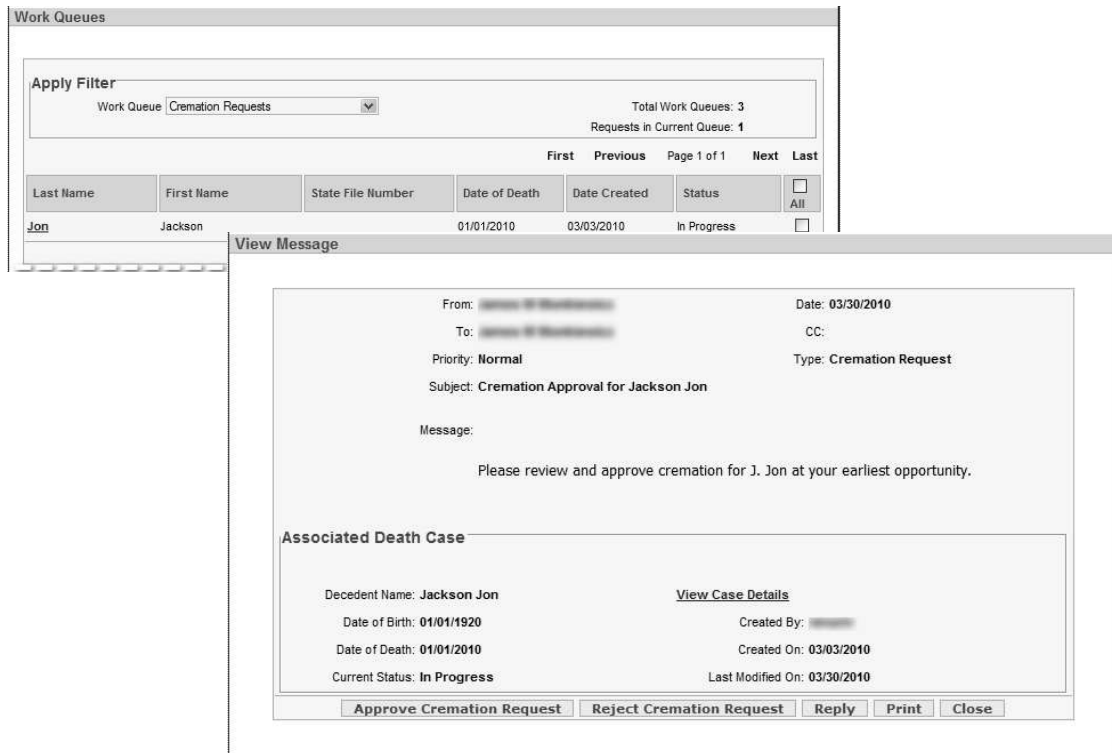 Work Queues
Apply Filter
Work Queue Cremation Requests
Total Work Queues: 3
Requests in Current Queue: 1
First Previous Page 1 of 1 Next Last
Last Name First Name State File Number Date of Death Date Created Status All
Jon Jackson 01/01/2010 03/03/2010 In Progress
View Message
From: Date: 03/30/2010
To: CC:
Priority: Normal Type: Cremation Request
Subject: Cremation Approval for Jackson Jon
Message:
Please review and approve cremation for J. Jon at your earliest opportunity.
Associated Death Case
Decedent Name: Jackson Jon View Case Details
Date of Birth: 01/01/1920 Created By:
Date of Death: 01/01/2010 Created On: 03/03/2010
Current Status: In Progress Last Modified On: 03/30/2010
Approve Cremation Request Reject Cremation Request Reply Print Close